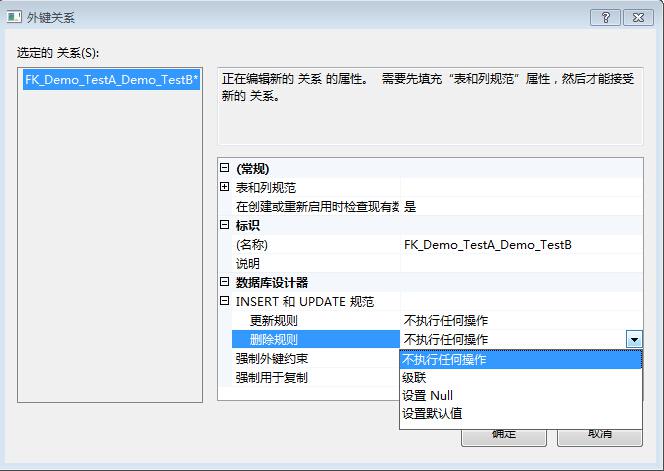 外键关系
选定的 关系(S):
FK_Demo_TestA_Demo_TestB*
正在编辑新的 关系 的属性。 需要先填充“表和列规范”属性，然后才能接受
新的 关系。
(常规)
表和列规范
在创建或重新启用时检查现有数 是
标识
(名称) FK_Demo_TestA_Demo_TestB
说明
数据库设计器
INSERT 和 UPDATE 规范
更新规则 不执行任何操作
删除规则 不执行任何操作
强制外键约束 不执行任何操作
强制用于复制 级联
设置 Null
设置默认值
确定 取消